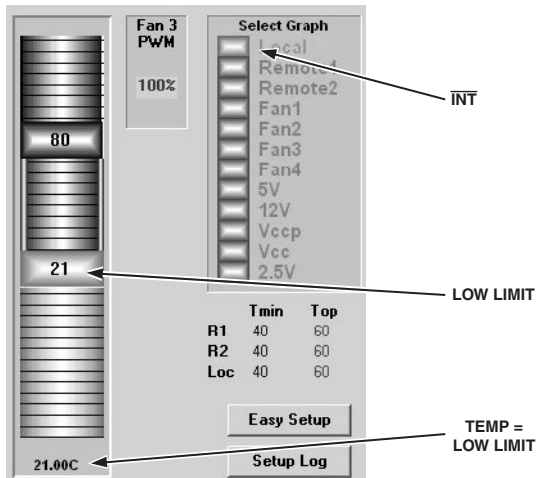 Fan 3
PWM
100%
80
21
21.00C
Select Graph
Local
Remote1
Remote2
Fan1
Fan2
Fan3
Fan4
5V
12V
Vccp
Vcc
2.5V
Tmin Top
R1 40 60
R2 40 60
Loc 40 60
Easy Setup
Setup Log
INT
LOW LIMIT
TEMP =
LOW LIMIT